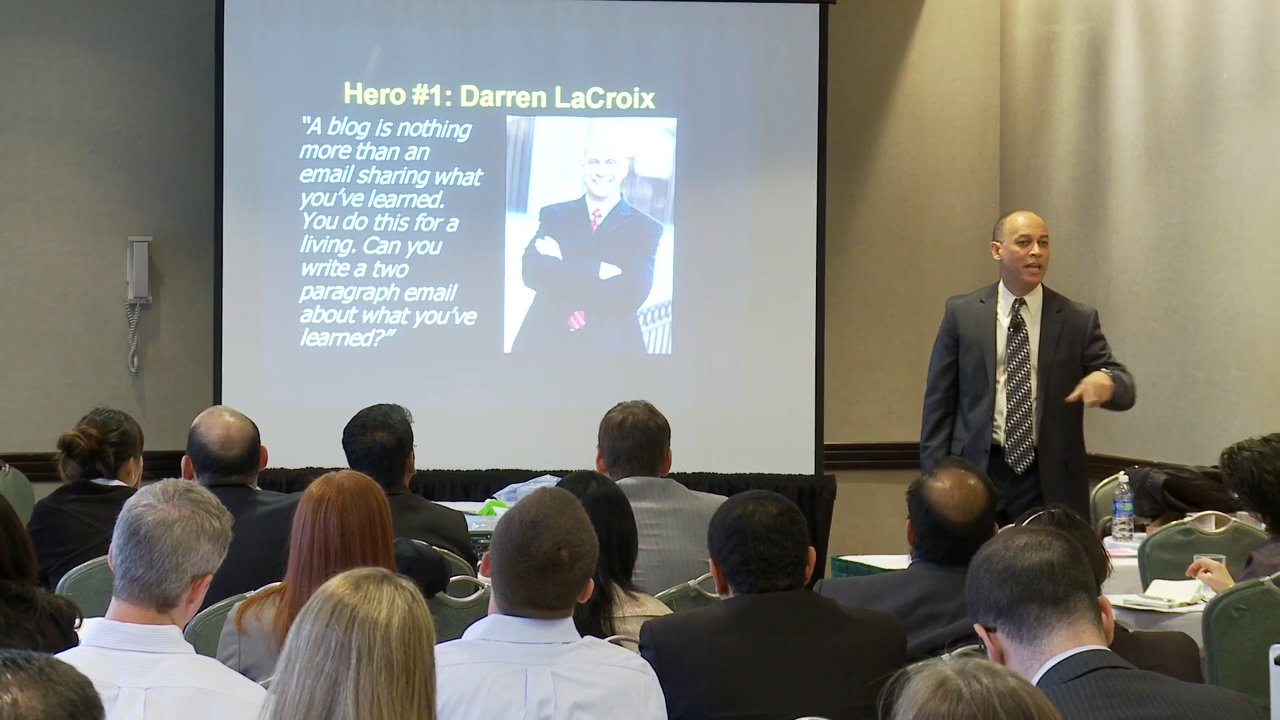 Hero #1: Darren LaCroix
"A blog is nothing
more than an
email sharing what
you've learned.
You do this for a
living. Can you
write a two
paragraph email
about what you've
learned?"